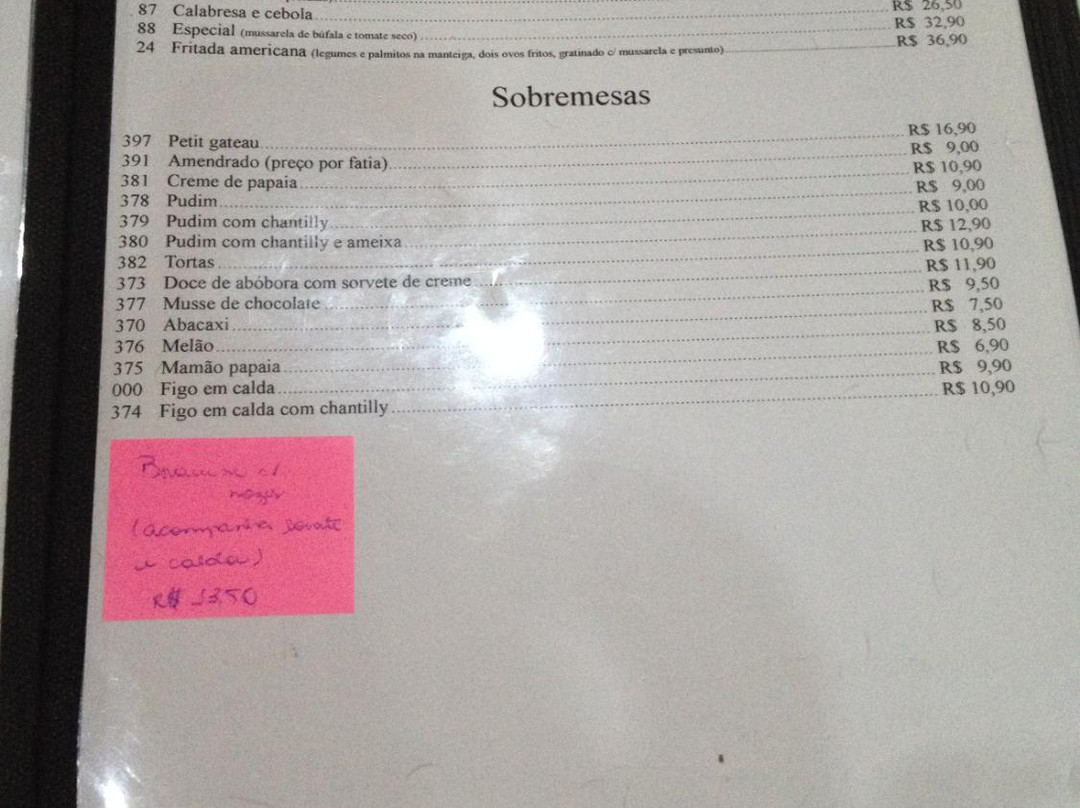 87 Calabresa e cebola R$ 26,50
88 Especial (mussarela de búfala e tomate seco) R$ 32,90
24 Fritada americana (legumes e palmitos na manteiga, dois ovos fritos, gratinado c/ mussarela e presunto) R$ 36,90
Sobremesas
397 Petit gateau R$ 16,90
391 Amendrado (preço por fatia) R$ 9,00
381 Creme de papaia R$ 10,90
378 Pudim R$ 9,00
379 Pudim com chantilly R$ 10,00
380 Pudim com chantilly e ameixa R$ 12,90
382 Tortas R$ 10,90
373 Doce de abóbora com sorvete de creme R$ 11,90
377 Musse de chocolate R$ 9,50
370 Abacaxi R$ 7,50
376 Melão R$ 8,50
375 Mamão papaia R$ 6,90
000 Figo em calda R$ 9,90
374 Figo em calda com chantilly R$ 10,90
c/
nozes
(acompanha sorvete
e calda)
R$ 13,50